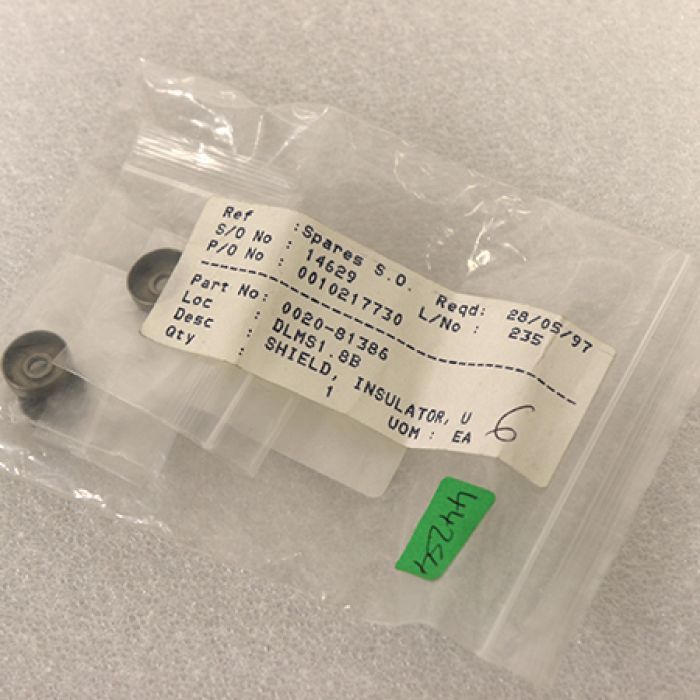 Ref :Spares S.O. Reqd: 28/05/97
S/O No : 14629 L/No : 235
P/O No : 0010217730
Part No: 0020-81386
Loc : DLMS1.8B
Desc : SHIELD, INSULATOR, U
Qty : 1 UOM : EA
6